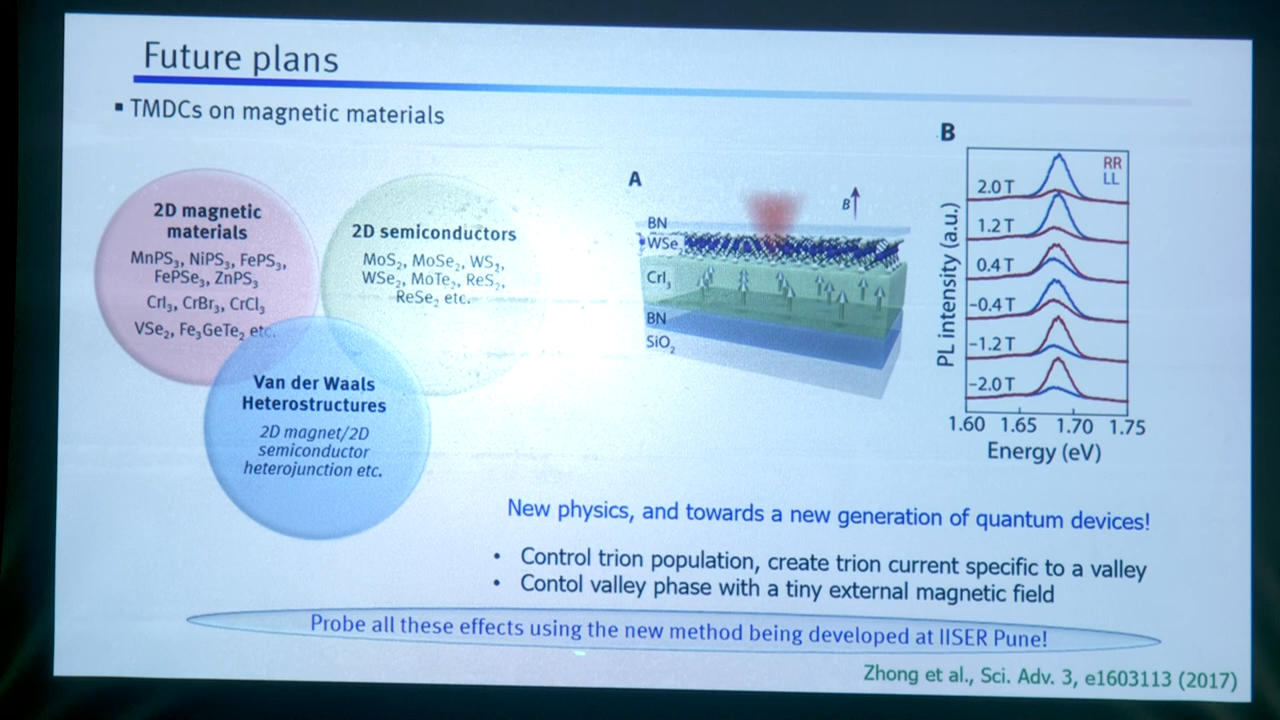 Future plans
▪ TMDCs on magnetic materials
2D magnetic
materials
MnPS₃, NiPS₃, FePS₃,
FePSe₃, ZnPS₃
CrI₃, CrBr₃, CrCl₃
VSe₂, Fe₃GeTe₂ etc.
2D semiconductors
MoS₂, MoSe₂, WS₂,
WSe₂, MoTe₂, ReS₂,
ReSe₂ etc.
Van der Waals
Heterostructures
2D magnet/2D
semiconductor
heterojunction etc.
A
B
BN
WSe₂
CrI₃
BN
SiO₂
B
RR
LL
2.0 T
1.2 T
0.4 T
-0.4 T
-1.2 T
-2.0 T
PL intensity (a.u.)
1.60 1.65 1.70 1.75
Energy (eV)
New physics, and towards a new generation of quantum devices!
• Control trion population, create trion current specific to a valley
• Contol valley phase with a tiny external magnetic field
Probe all these effects using the new method being developed at IISER Pune!
Zhong et al., Sci. Adv. 3, e1603113 (2017)